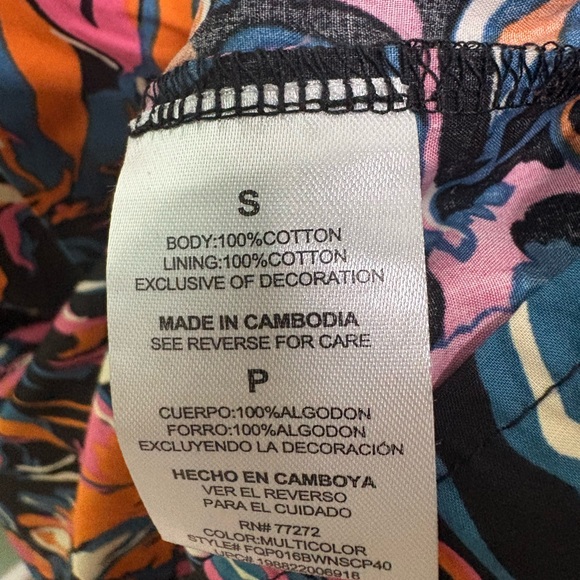 S
BODY:100%COTTON
LINING:100%COTTON
EXCLUSIVE OF DECORATION
MADE IN CAMBODIA
SEE REVERSE FOR CARE
P
CUERPO:100%ALGODON
FORRO:100%ALGODON
EXCLUYENDO LA DECORACIÓN
HECHO EN CAMBOYA
VER EL REVERSO
PARA EL CUIDADO
RN# 77272
COLOR:MULTICOLOR
STYLE# FQP016BWNSCP40
UPC# 198622006918